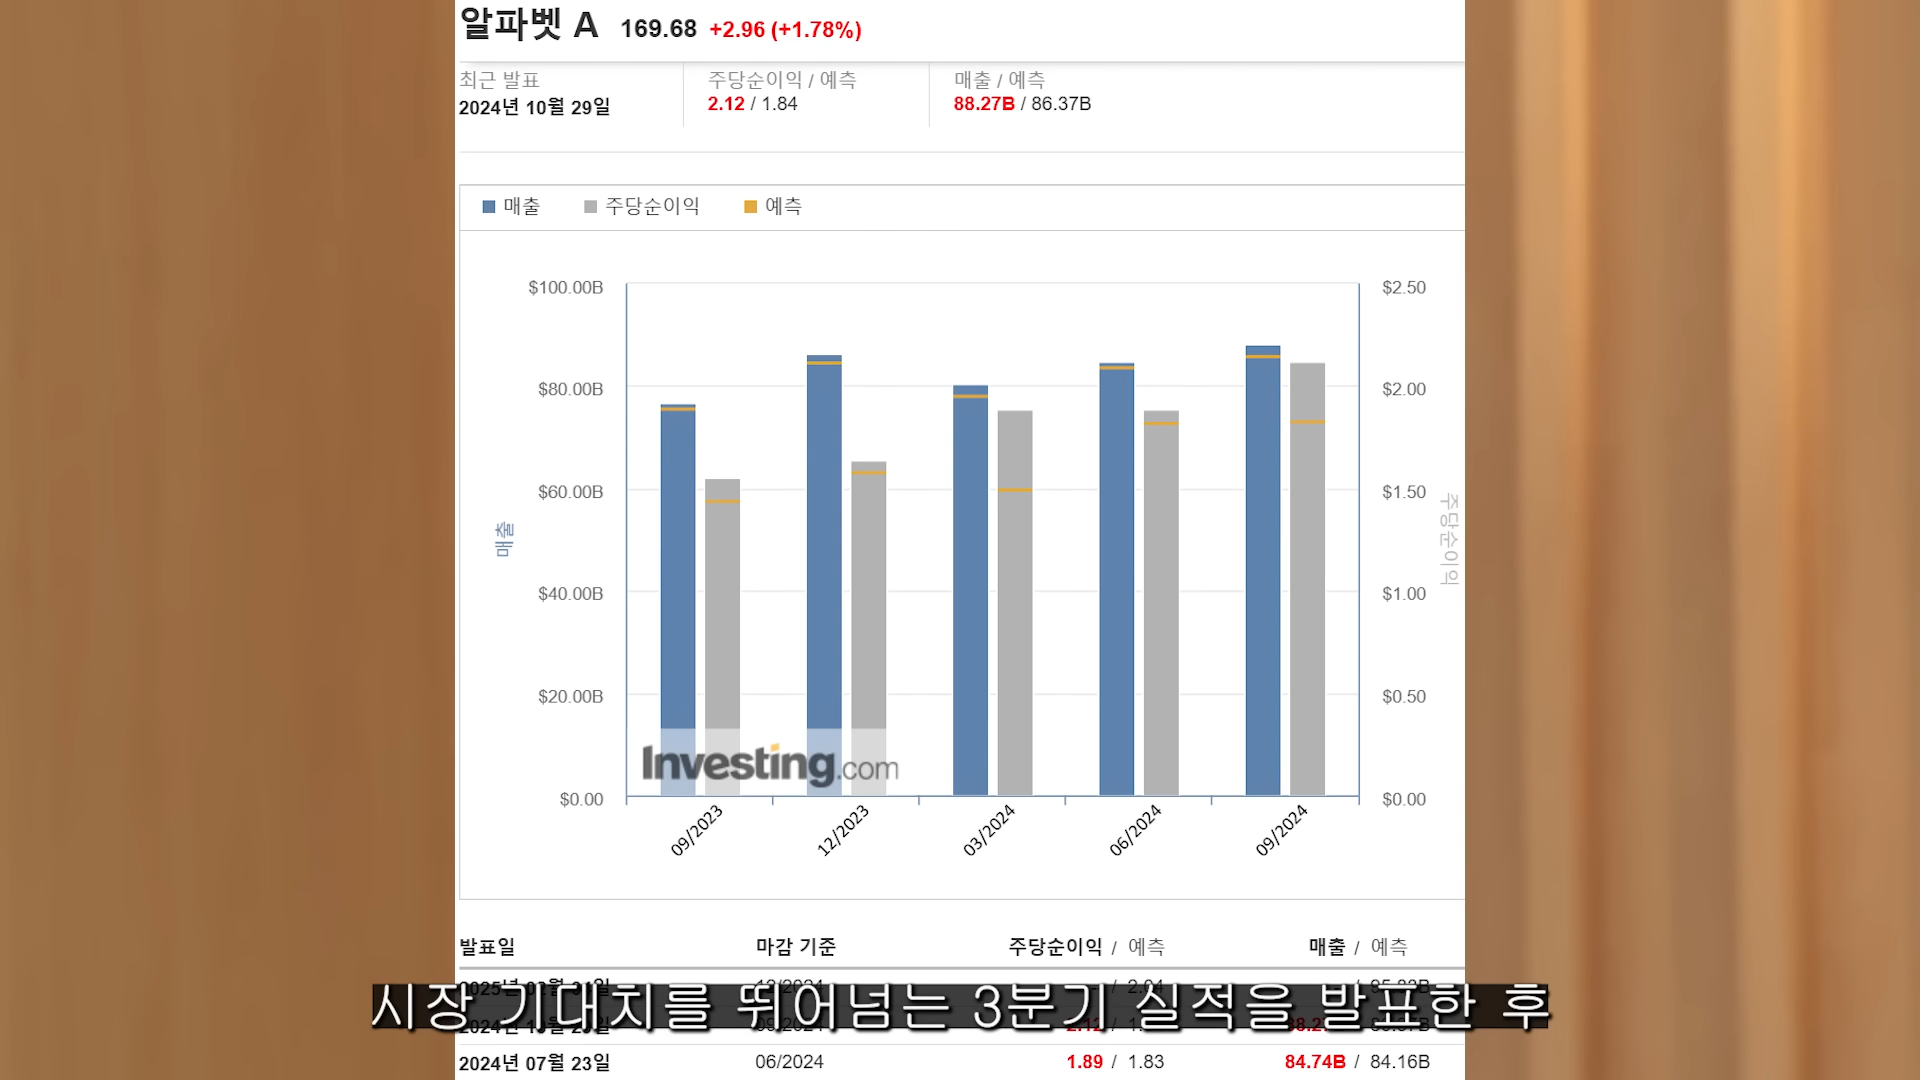 알파벳 A 169.68 +2.96 (+1.78%)
최근 발표 주당순이익 / 예측 매출 / 예측
2024년 10월 29일 2.12 / 1.84 88.27B / 86.37B
매출 주당순이익 예측
$100.00B $2.50
$80.00B $2.00
$60.00B $1.50
매출 주당순이익
$40.00B $1.00
$20.00B $0.50
Investing.com
$0.00 $0.00
09/2023 12/2023 03/2024 06/2024 09/2024
발표일 마감 기준 주당순이익 / 예측 매출 / 예측
12/2024 / 2.04
시장 기대치를 뛰어넘는 3분기 실적을 발표한 후
2024년 07월 23일 06/2024 1.89 / 1.83 84.74B / 84.16B